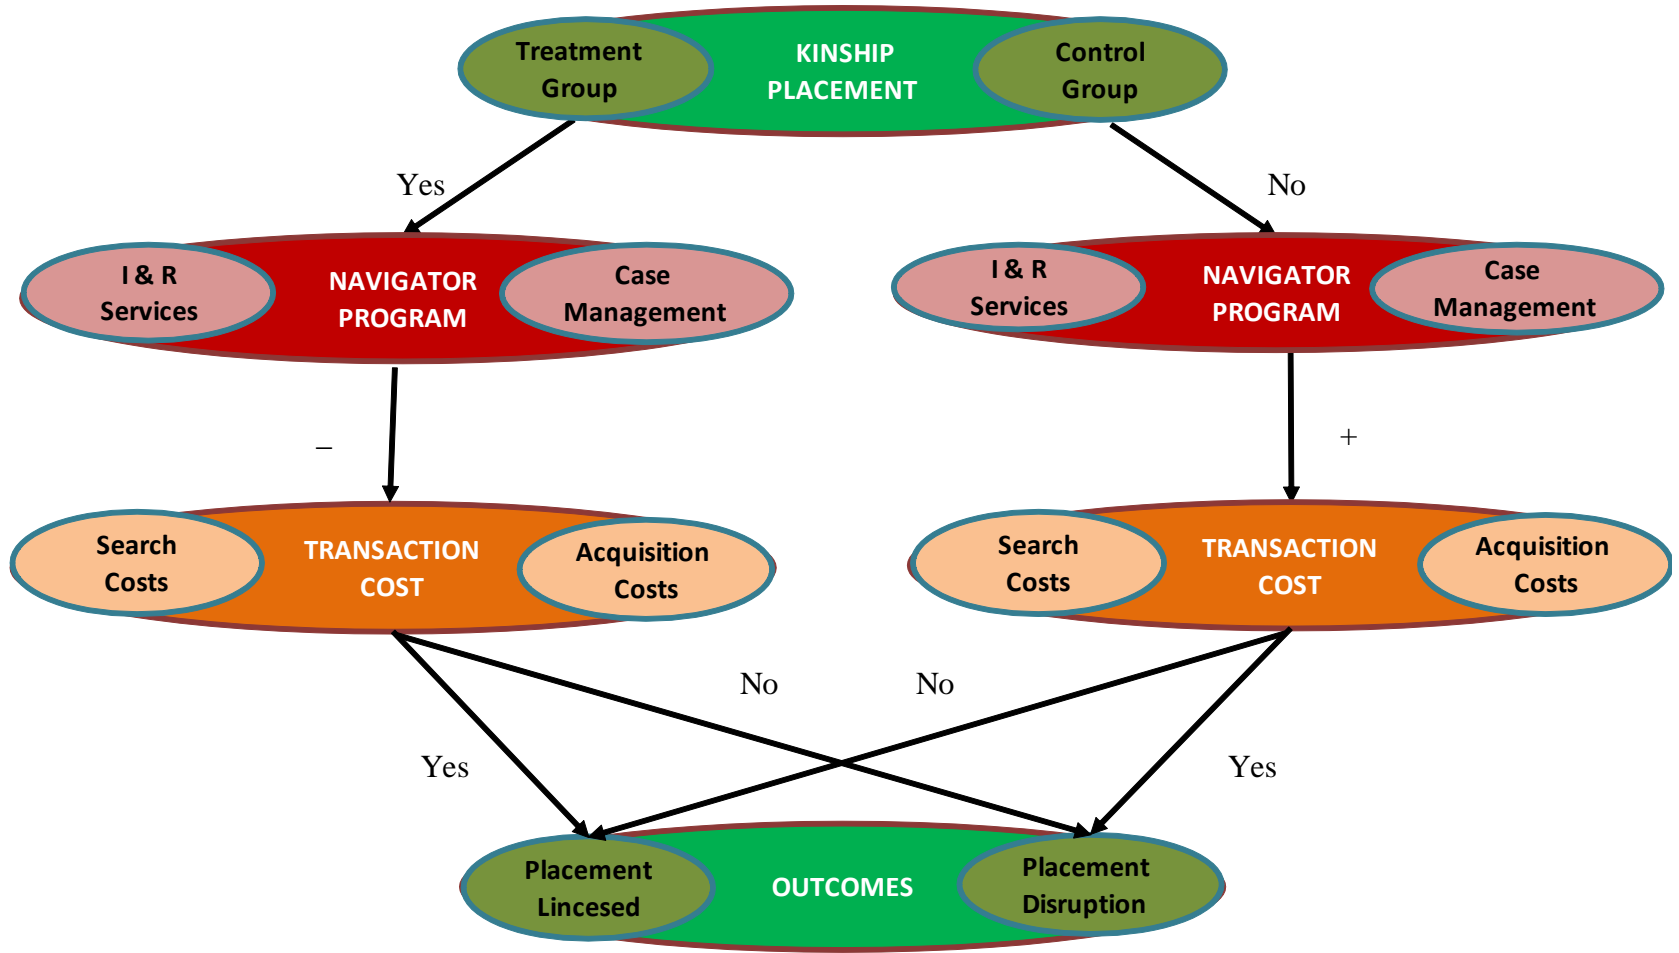 Treatment
Group
KINSHIP
PLACEMENT
Control
Group
Yes
No
I & R
Services
NAVIGATOR
PROGRAM
Case
Management
I & R
Services
NAVIGATOR
PROGRAM
Case
Management
–
+
Search
Costs
TRANSACTION
COST
Acquisition
Costs
Search
Costs
TRANSACTION
COST
Acquisition
Costs
No
No
Yes
Yes
Placement
Lincesed
OUTCOMES
Placement
Disruption